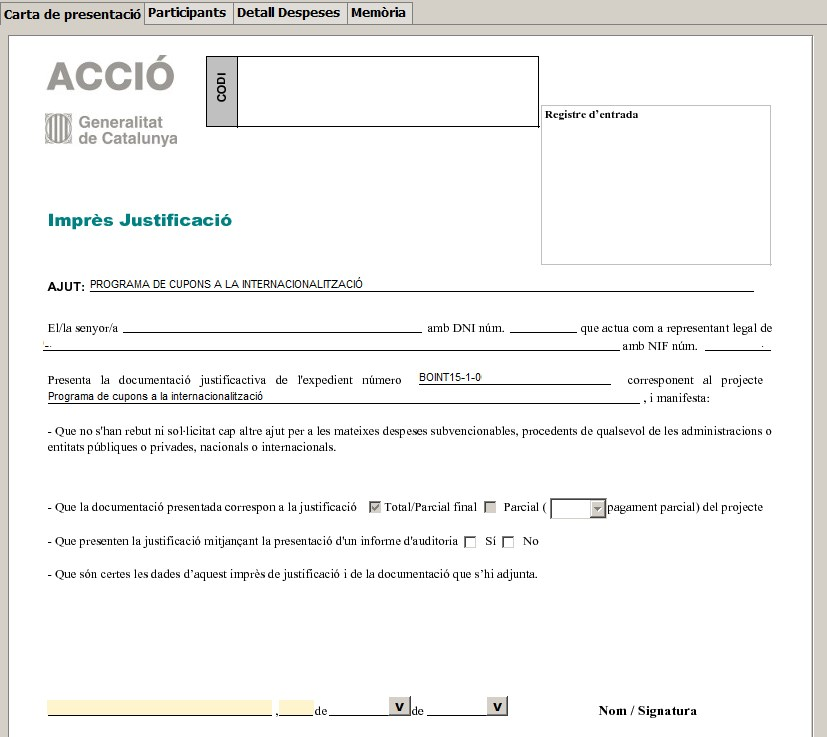 Carta de presentació Participants Detall Despeses Memòria
ACCIÓ
CODI
Registre d'entrada
Generalitat
de Catalunya
Imprès Justificació
AJUT: PROGRAMA DE CUPONS A LA INTERNACIONALITZACIÓ
El/la senyor/a amb DNI núm. que actua com a representant legal de
amb NIF núm.
Presenta la documentació justificactiva de l'expedient número BOINT15-1-0 corresponent al projecte
Programa de cupons a la internacionalització , i manifesta:
- Que no s'han rebut ni sol·licitat cap altre ajut per a les mateixes despeses subvencionables, procedents de qualsevol de les administracions o
entitats públiques o privades, nacionals o internacionals.
- Que la documentació presentada correspon a la justificació Total/Parcial final Parcial ( pagament parcial) del projecte
- Que presenten la justificació mitjançant la presentació d'un informe d'auditoria Sí No
- Que són certes les dades d’aquest imprès de justificació i de la documentació que s’hi adjunta.
, de V de V Nom / Signatura